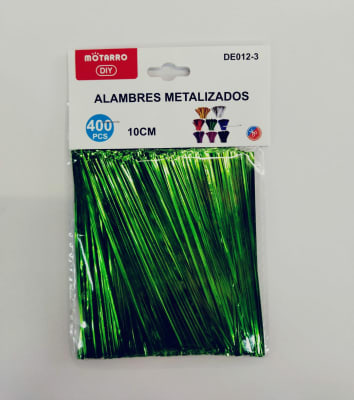 MOTARRO
DIY
DE012-3
ALAMBRES METALIZADOS
400
PCS
10CM